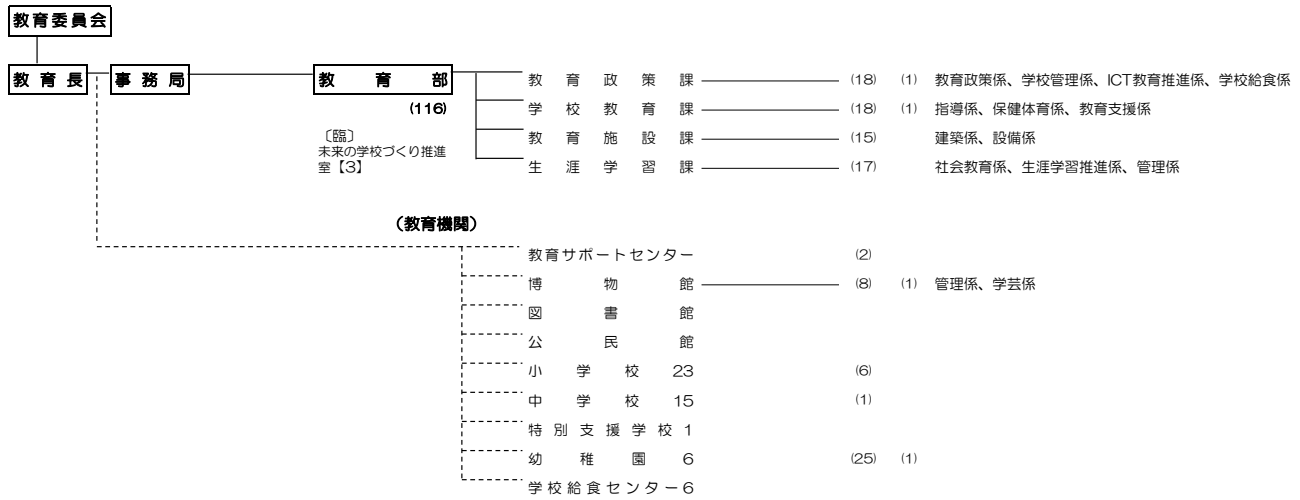 教育委員会
教育長 事務局 教育部 教育政策課 (18) (1) 教育政策係、学校管理係、ICT教育推進係、学校給食係
(116) 学校教育課 (18) (1) 指導係、保健体育係、教育支援係
〔臨〕 教育施設課 (15) 建築係、設備係
未来の学校づくり推進
室【3】 生涯学習課 (17) 社会教育係、生涯学習推進係、管理係
（教育機関）
教育サポートセンター (2)
博物館 (8) (1) 管理係、学芸係
図書館
公民館
小学校 23 (6)
中学校 15 (1)
特別支援学校 1
幼稚園 6 (25) (1)
学校給食センター6